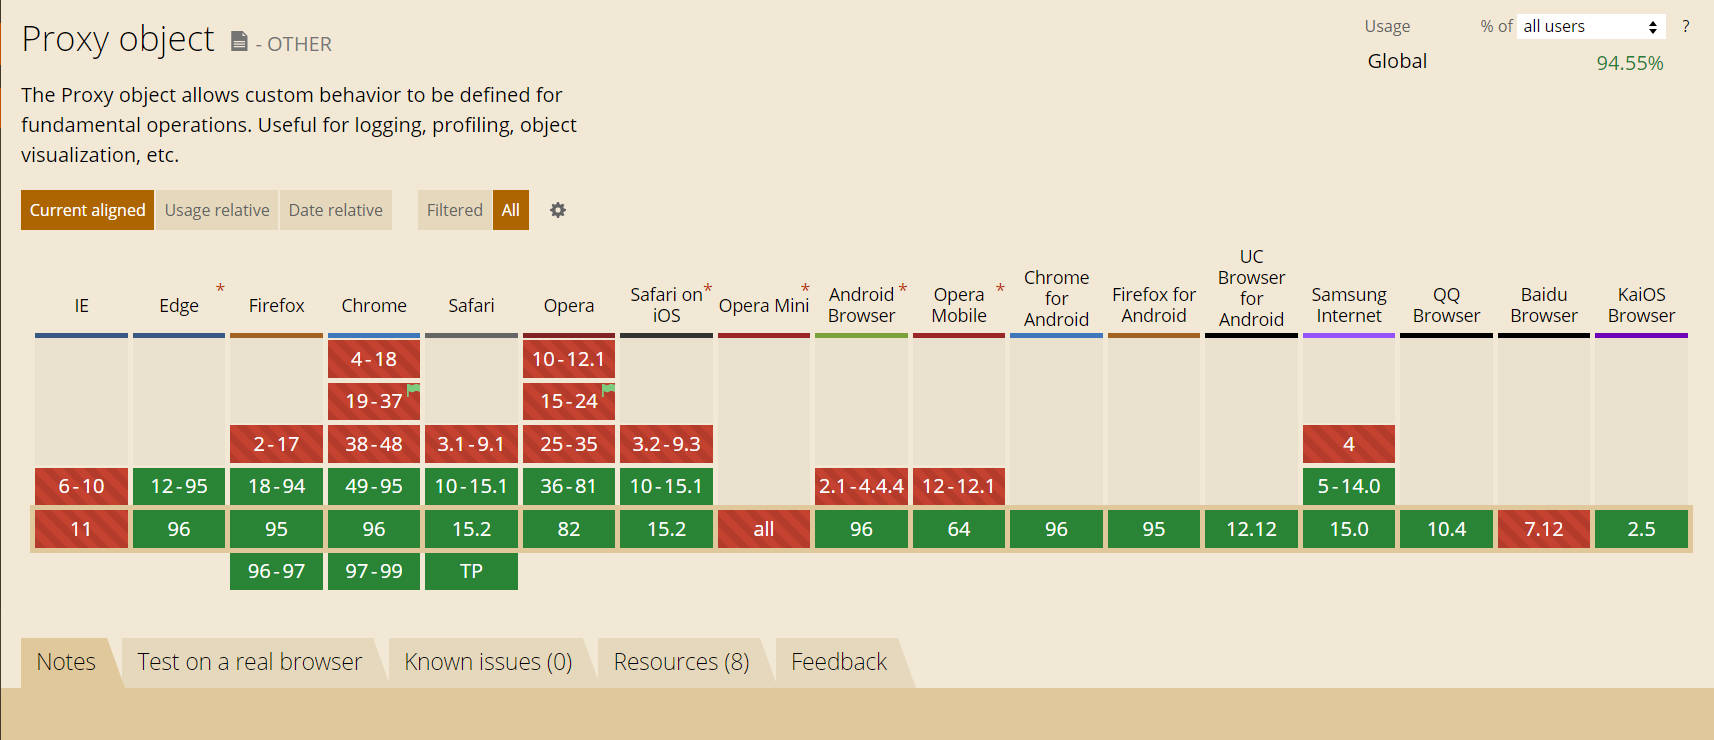 Proxy object - OTHER
Usage % of all users ?
Global 94.55%
The Proxy object allows custom behavior to be defined for
fundamental operations. Useful for logging, profiling, object
visualization, etc.
Current aligned Usage relative Date relative Filtered All
IE Edge * Firefox Chrome Safari Opera Safari on iOS * Opera Mini * Android Browser * Opera Mobile * Chrome for Android Firefox for Android UC Browser for Android Samsung Internet QQ Browser Baidu Browser KaiOS Browser
4-18 10-12.1
19-37 15-24
2-17 38-48 3.1-9.1 25-35 3.2-9.3 4
6-10 12-95 18-94 49-95 10-15.1 36-81 10-15.1 2.1-4.4.4 12-12.1 5-14.0
11 96 95 96 15.2 82 15.2 all 96 64 96 95 12.12 15.0 10.4 7.12 2.5
96-97 97-99 TP
Notes Test on a real browser Known issues (0) Resources (8) Feedback